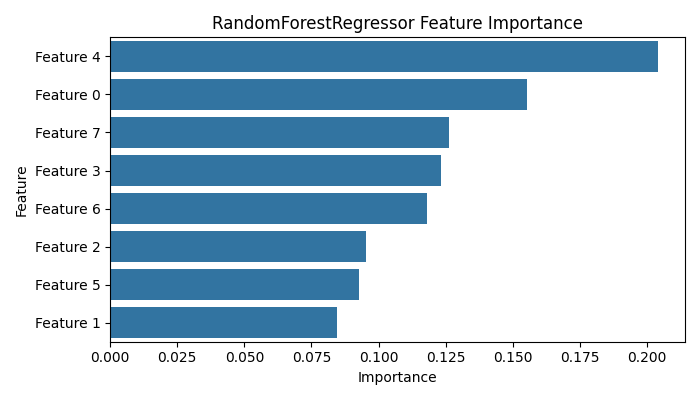 RandomForestRegressor Feature Importance
Feature 4
Feature 0
Feature 7
Feature 3
Feature 6
Feature 2
Feature 5
Feature 1
Feature
0.000 0.025 0.050 0.075 0.100 0.125 0.150 0.175 0.200
Importance